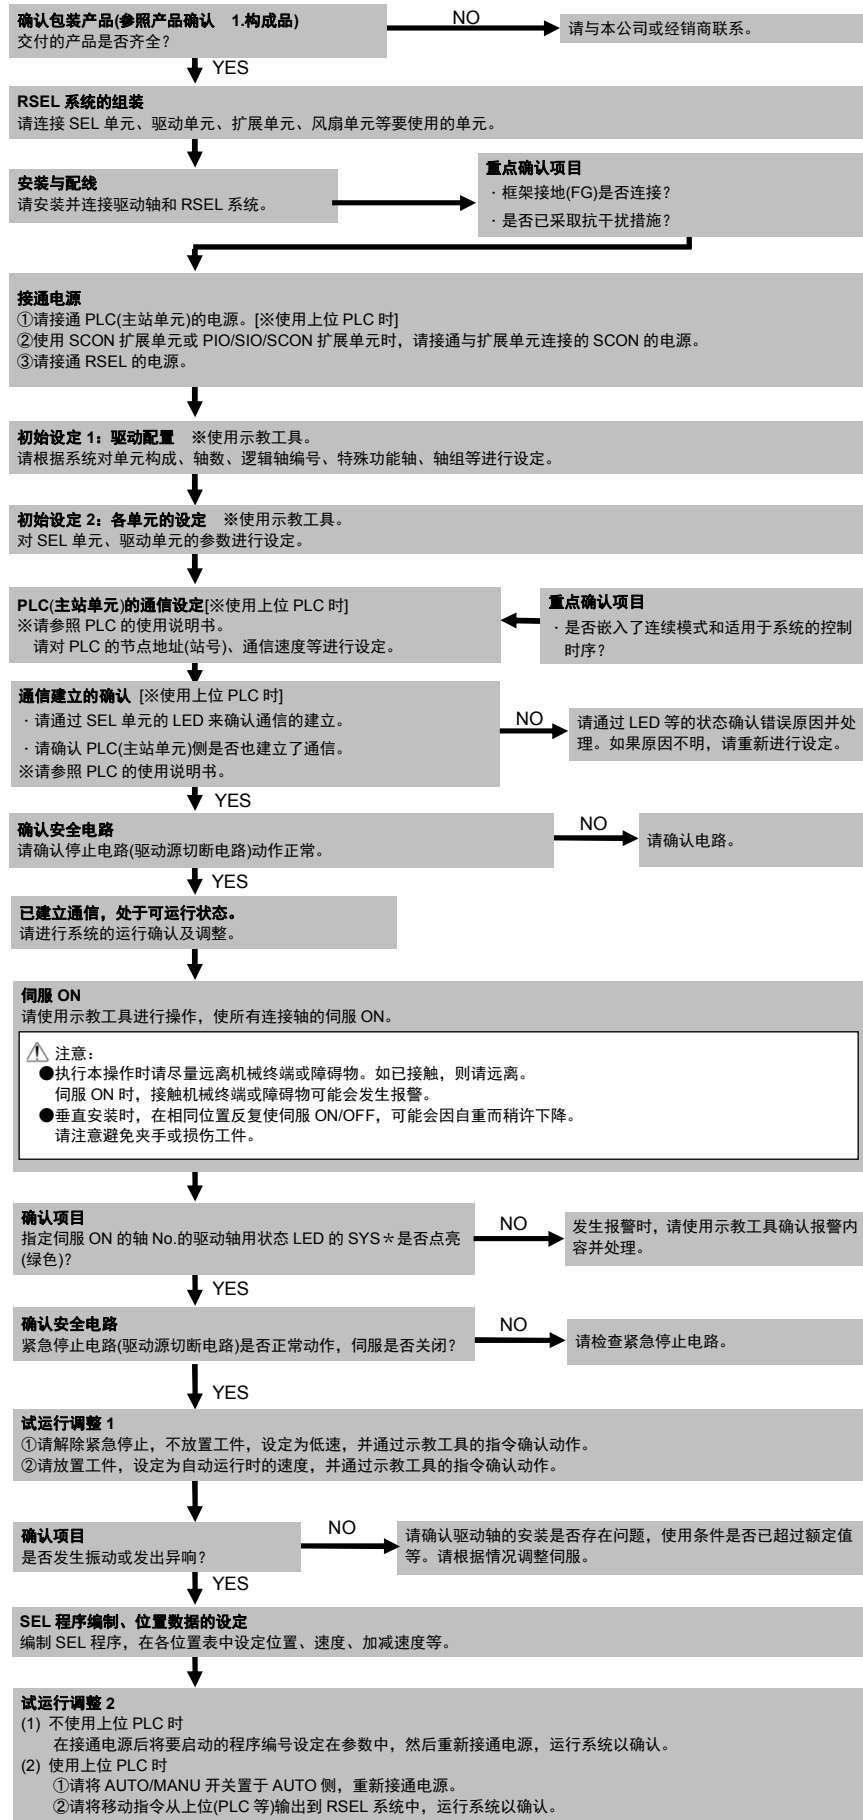 确认包装产品(参照产品确认　1.构成品)
交付的产品是否齐全？
NO
请与本公司或经销商联系。
YES
RSEL 系统的组装
请连接 SEL 单元、驱动单元、扩展单元、风扇单元等要使用的单元。
安装与配线
请安装并连接驱动轴和 RSEL 系统。
重点确认项目
・框架接地(FG)是否连接？
・是否已采取抗干扰措施？
接通电源
①请接通 PLC(主站单元)的电源。[※使用上位 PLC 时]
②使用 SCON 扩展单元或 PIO/SIO/SCON 扩展单元时，请接通与扩展单元连接的 SCON 的电源。
③请接通 RSEL 的电源。
初始设定 1：驱动配置　※使用示教工具。
请根据系统对单元构成、轴数、逻辑轴编号、特殊功能轴、轴组等进行设定。
初始设定 2：各单元的设定　※使用示教工具。
对 SEL 单元、驱动单元的参数进行设定。
PLC(主站单元)的通信设定[※使用上位 PLC 时]
※请参照 PLC 的使用说明书。
请对 PLC 的节点地址(站号)、通信速度等进行设定。
重点确认项目
・是否嵌入了连续模式和适用于系统的控制
时序？
通信建立的确认 [※使用上位 PLC 时]
・请通过 SEL 单元的 LED 来确认通信的建立。
・请确认 PLC(主站单元)侧是否也建立了通信。
※请参照 PLC 的使用说明书。
NO
请通过 LED 等的状态确认错误原因并处
理。如果原因不明，请重新进行设定。
YES
确认安全电路
请确认停止电路(驱动源切断电路)动作正常。
NO
请确认电路。
YES
已建立通信，处于可运行状态。
请进行系统的运行确认及调整。
伺服 ON
请使用示教工具进行操作，使所有连接轴的伺服 ON。
注意：
●执行本操作时请尽量远离机械终端或障碍物。如已接触，则请远离。
伺服 ON 时，接触机械终端或障碍物可能会发生报警。
●垂直安装时，在相同位置反复使伺服 ON/OFF，可能会因自重而稍许下降。
请注意避免夹手或损伤工件。
确认项目
指定伺服 ON 的轴 No.的驱动轴用状态 LED 的 SYS＊是否点亮
(绿色)？
NO
发生报警时，请使用示教工具确认报警内
容并处理。
YES
确认安全电路
紧急停止电路(驱动源切断电路)是否正常动作，伺服是否关闭？
NO
请检查紧急停止电路。
YES
试运行调整 1
①请解除紧急停止，不放置工件，设定为低速，并通过示教工具的指令确认动作。
②请放置工件，设定为自动运行时的速度，并通过示教工具的指令确认动作。
确认项目
是否发生振动或发出异响？
NO
请确认驱动轴的安装是否存在问题，使用条件是否已超过额定值
等。请根据情况调整伺服。
YES
SEL 程序编制、位置数据的设定
编制 SEL 程序，在各位置表中设定位置、速度、加减速度等。
试运行调整 2
(1) 不使用上位 PLC 时
在接通电源后将要启动的程序编号设定在参数中，然后重新接通电源，运行系统以确认。
(2) 使用上位 PLC 时
①请将 AUTO/MANU 开关置于 AUTO 侧，重新接通电源。
②请将移动指令从上位(PLC 等)输出到 RSEL 系统中，运行系统以确认。